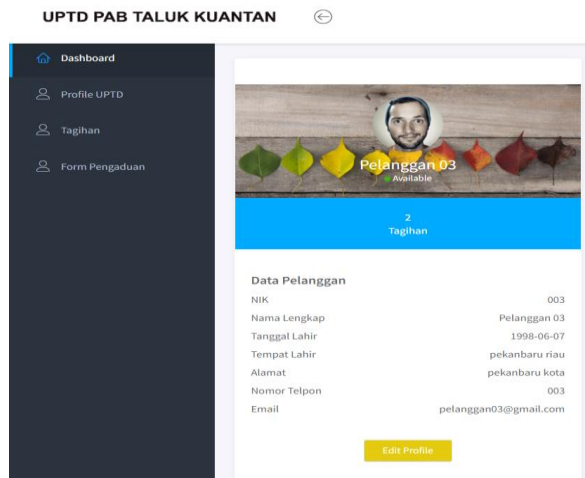 UPTD PAB TALUK KUANTAN
Dashboard
Profile UPTD
Tagihan
Form Pengaduan
Pelanggan 03
Available
2
Tagihan
Data Pelanggan
NIK 003
Nama Lengkap Pelanggan 03
Tanggal Lahir 1998-06-07
Tempat Lahir pekanbaru riau
Alamat pekanbaru kota
Nomor Telpon 003
Email pelanggan03@gmail.com
Edit Profile